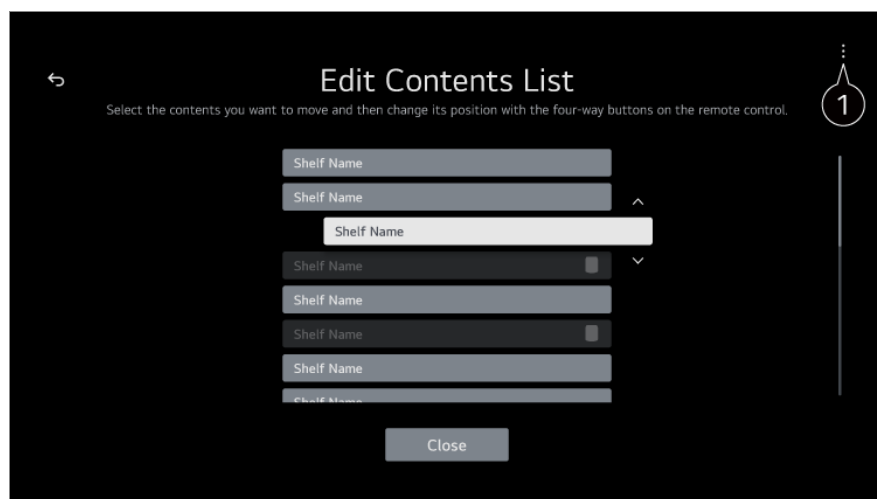 Edit Contents List
Select the contents you want to move and then change its position with the four-way buttons on the remote control.
1
Shelf Name
Shelf Name
Shelf Name
Shelf Name
Shelf Name
Shelf Name
Shelf Name
Shelf Name
Close